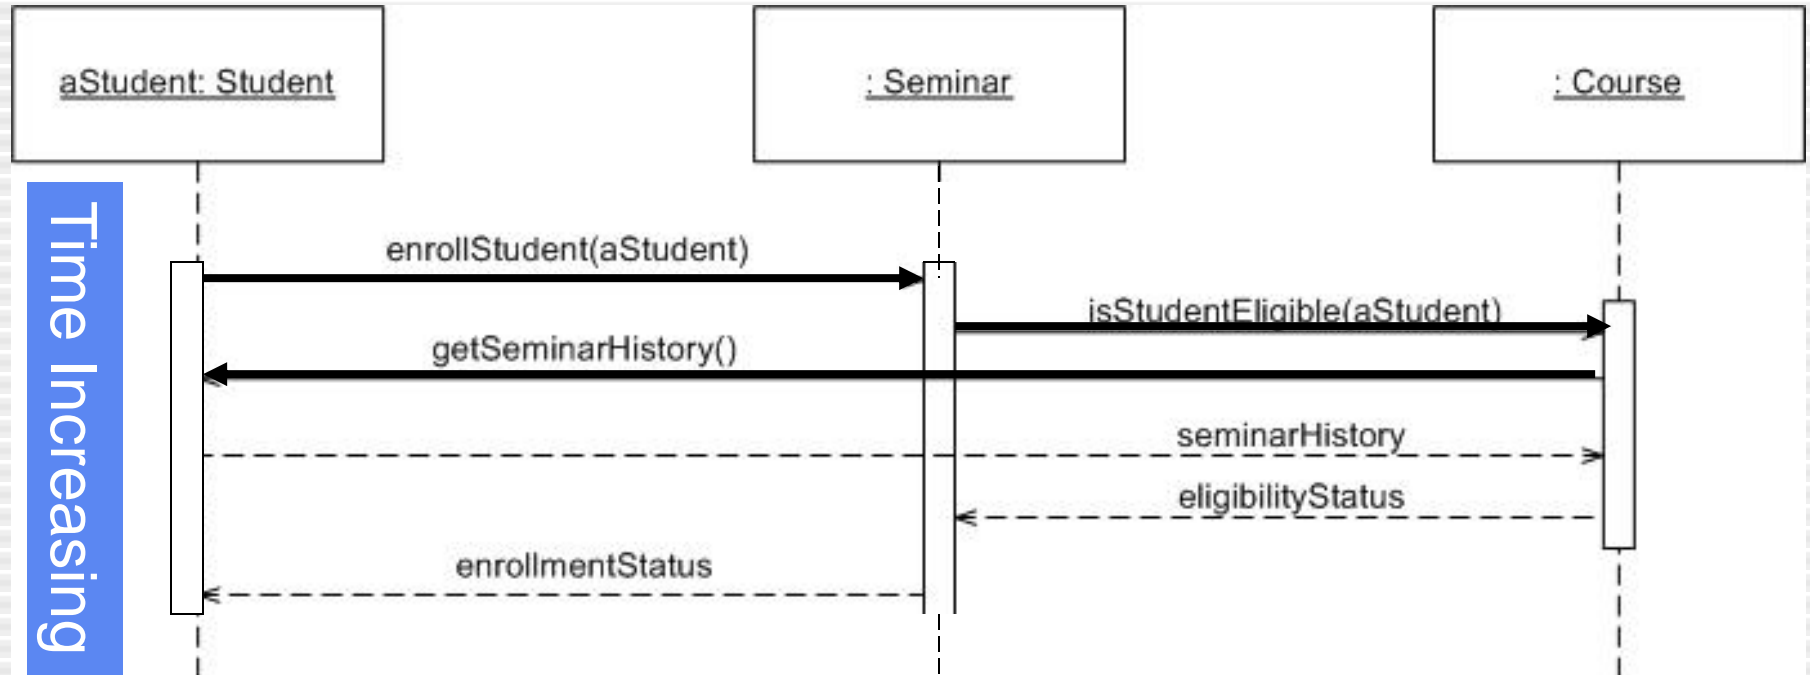 aStudent: Student
: Seminar
: Course
Time Increasing
enrollStudent(aStudent)
isStudentEligible(aStudent)
getSeminarHistory()
seminarHistory
eligibilityStatus
enrollmentStatus